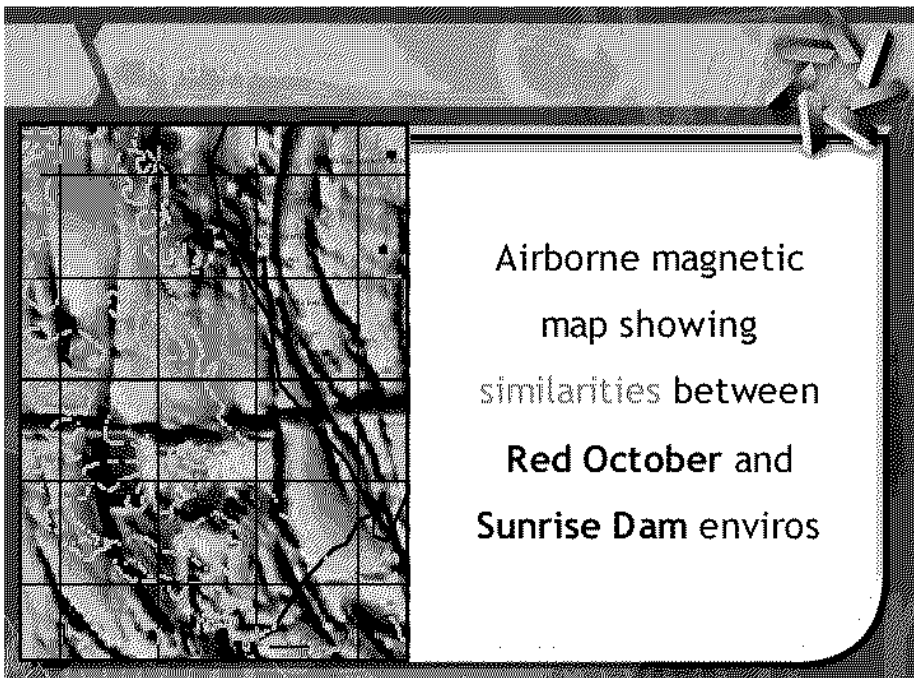 Airborne magnetic
map showing
similarities between
Red October and
Sunrise Dam enviros